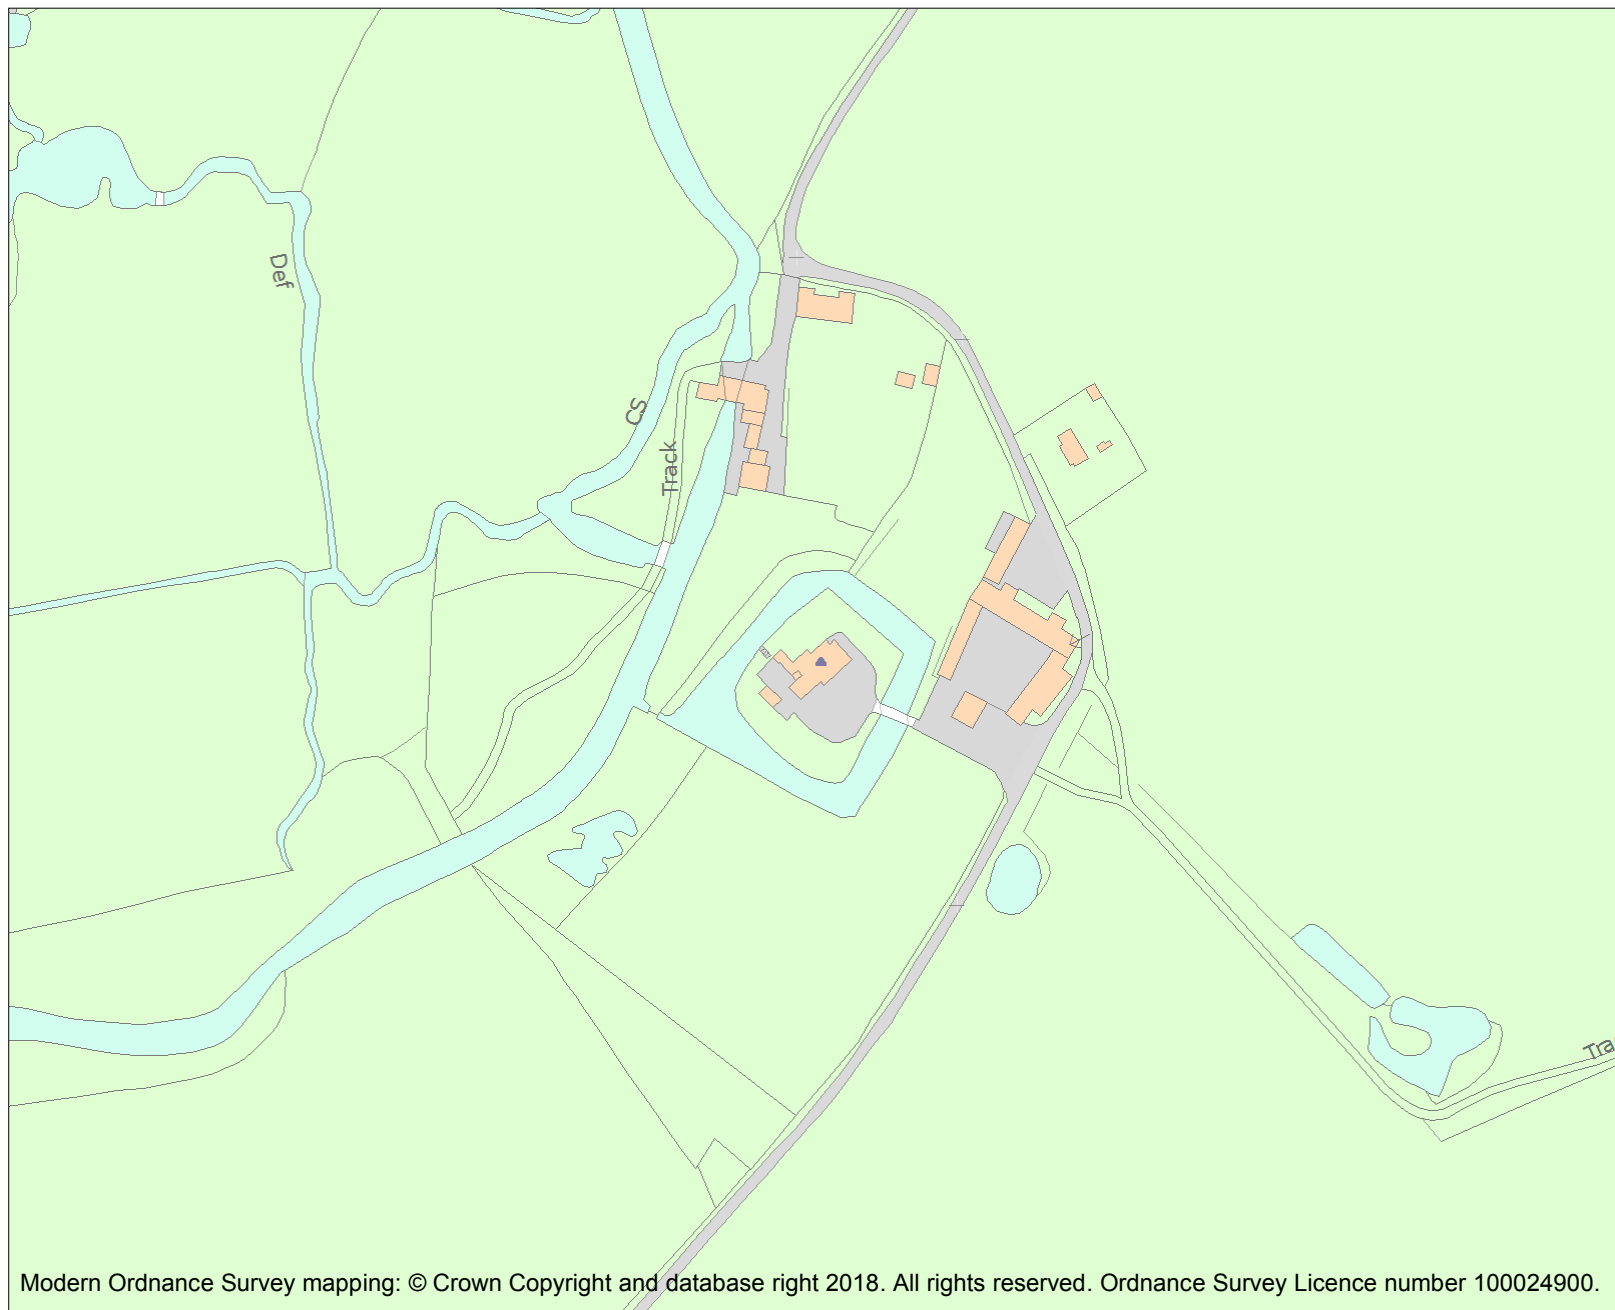 Def
CS
Track
Tra
Modern Ordnance Survey mapping: © Crown Copyright and database right 2018. All rights reserved. Ordnance Survey Licence number 100024900.